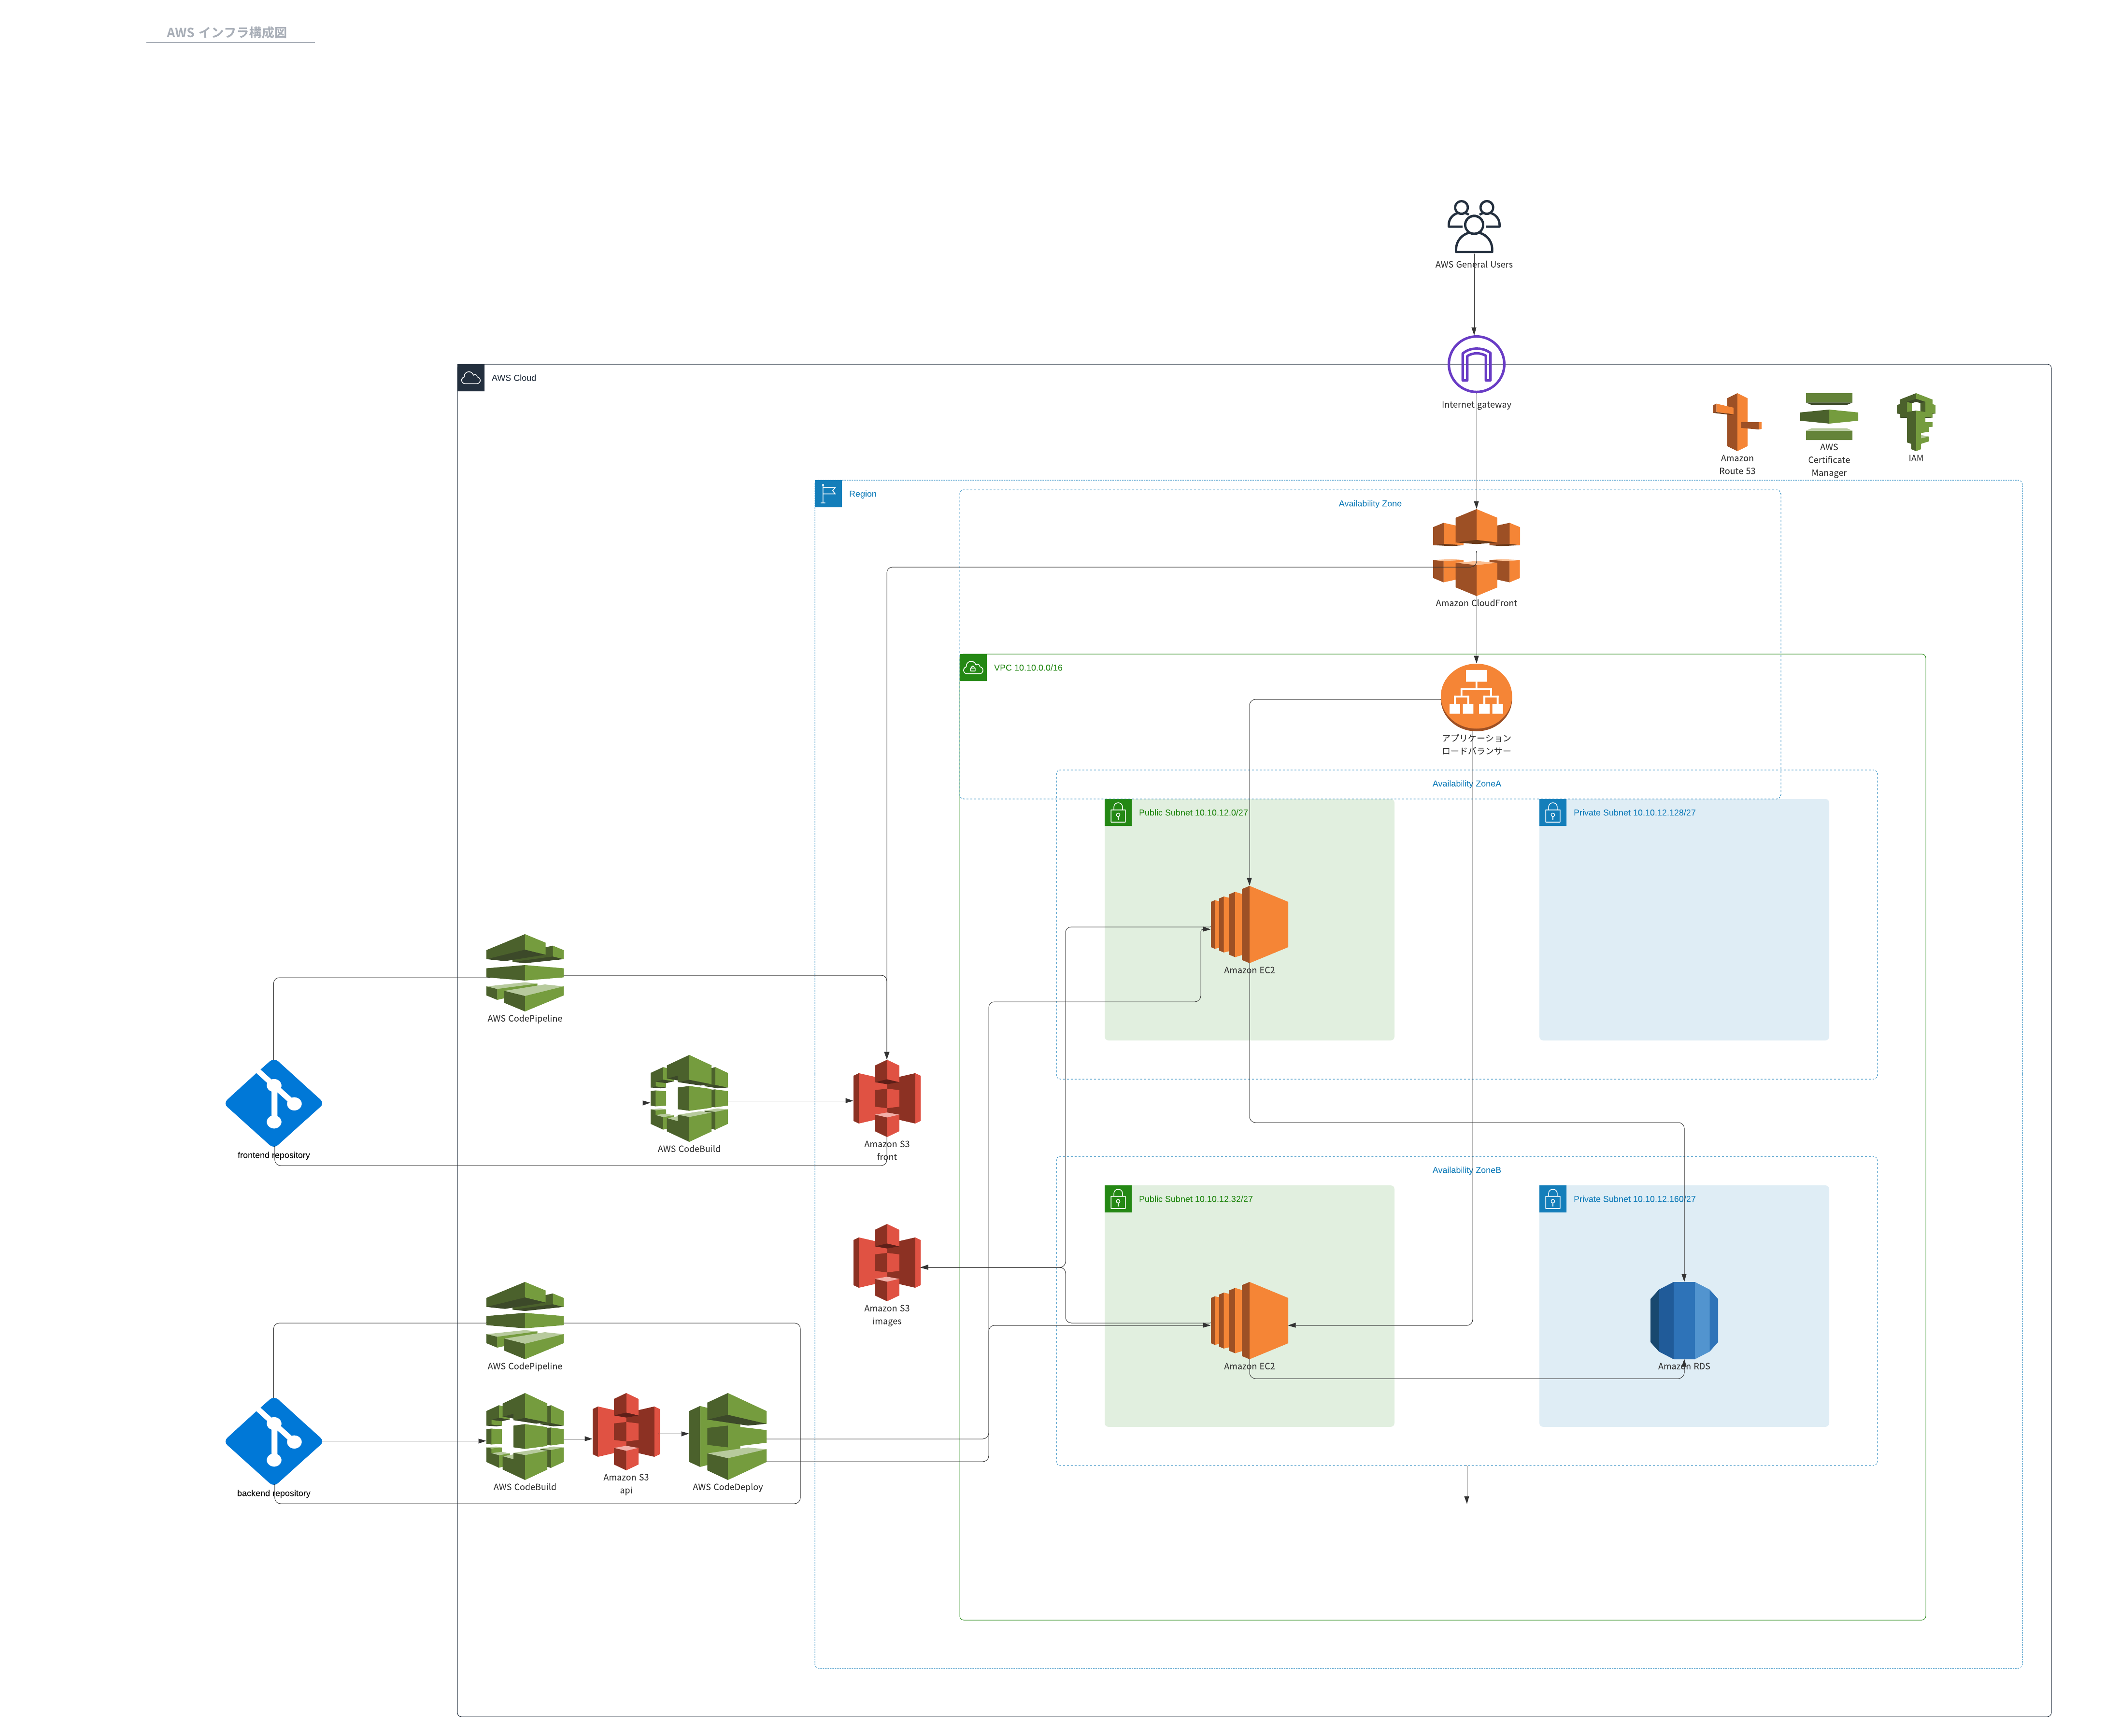 AWS インフラ構成図
AWS General Users
AWS Cloud
Internet gateway
Amazon
Route 53
AWS
Certificate
Manager
IAM
Region
Availability Zone
Amazon CloudFront
VPC 10.10.0.0/16
アプリケーション
ロードバランサー
Availability ZoneA
Public Subnet 10.10.12.0/27
Private Subnet 10.10.12.128/27
Amazon EC2
AWS CodePipeline
frontend repository
AWS CodeBuild
Amazon S3
front
Availability ZoneB
Public Subnet 10.10.12.32/27
Private Subnet 10.10.12.160/27
Amazon S3
images
AWS CodePipeline
Amazon EC2
Amazon RDS
backend repository
AWS CodeBuild
Amazon S3
api
AWS CodeDeploy